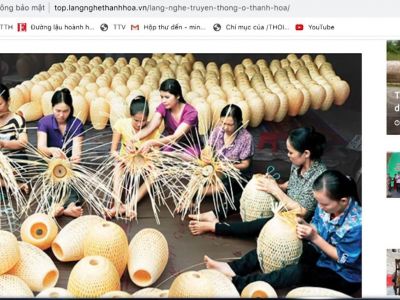 ông bảo mật | top.langnghethanhhoa.vn/lang-nghe-truyen-thong-o-thanh-hoa/
TTH Đường lậu hoành h... TTV Hộp thư đến - min... Chỉ mục của /THOI... YouTube